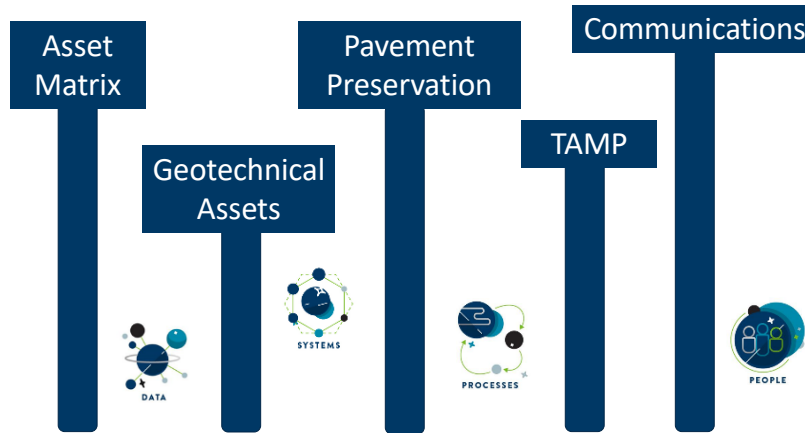 Asset
Matrix
Geotechnical
Assets
Pavement
Preservation
TAMP
Communications
DATA
SYSTEMS
PROCESSES
PEOPLE